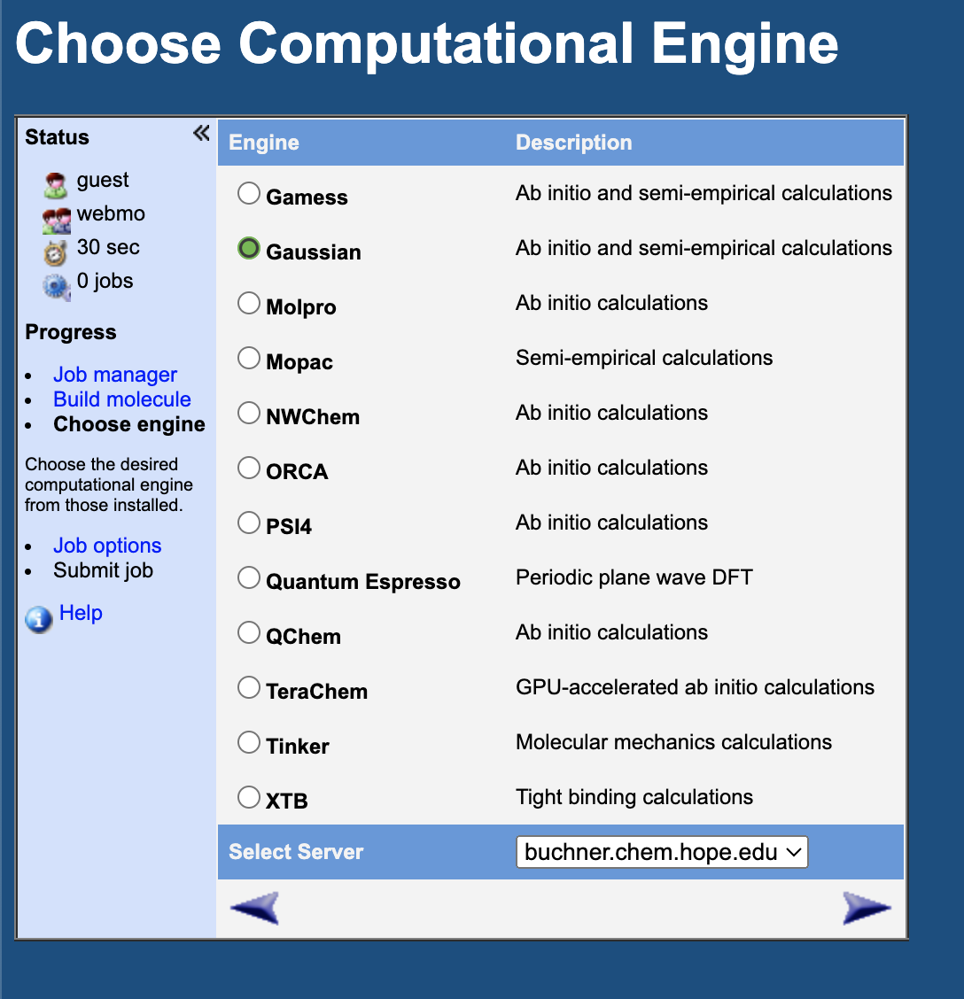 Choose Computational Engine
Status
guest
webmo
30 sec
0 jobs
Progress
Job manager
Build molecule
Choose engine
Choose the desired
computational engine
from those installed.
Job options
Submit job
Help
Engine Description
Gamess Ab initio and semi-empirical calculations
Gaussian Ab initio and semi-empirical calculations
Molpro Ab initio calculations
Mopac Semi-empirical calculations
NWChem Ab initio calculations
ORCA Ab initio calculations
PSI4 Ab initio calculations
Quantum Espresso Periodic plane wave DFT
QChem Ab initio calculations
TeraChem GPU-accelerated ab initio calculations
Tinker Molecular mechanics calculations
XTB Tight binding calculations
Select Server buchner.chem.hope.edu